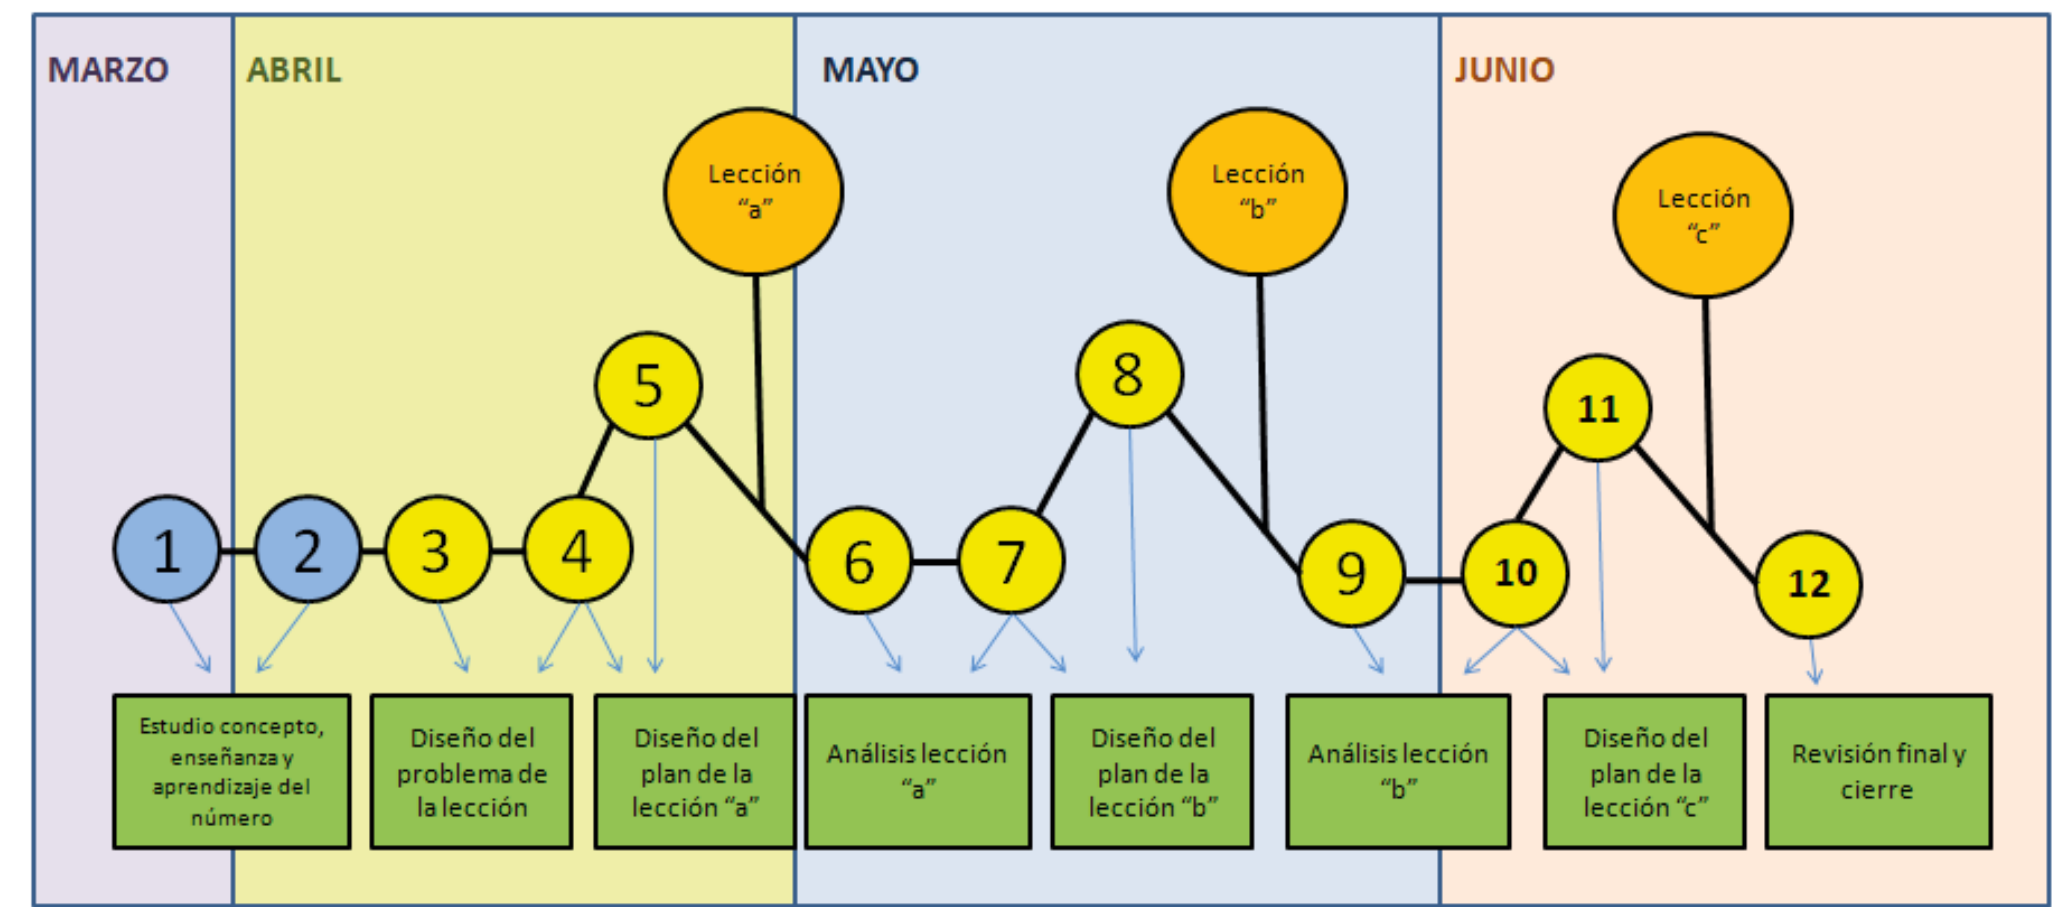 MARZO
ABRIL
MAYO
JUNIO
Lección
“a”
Lección
“b”
Lección
“c”
1
2
3
4
5
6
7
8
9
10
11
12
Estudio concepto,
enseñanza y
aprendizaje del
número
Diseño del
problema de
la lección
Diseño del
plan de la
lección “a”
Análisis lección
“a”
Diseño del
plan de la
lección “b”
Análisis lección
“b”
Diseño del
plan de la
lección “c”
Revisión final y
cierre